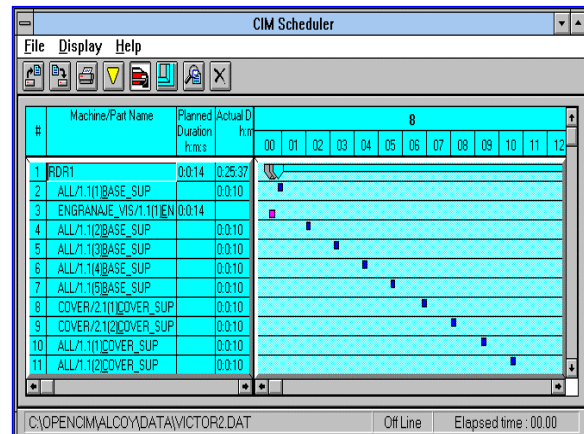 CIM Scheduler
File Display Help
# Machine/Part Name Planned Duration h:m:s Actual D h:m
8
00 01 02 03 04 05 06 07 08 09 10 11 12
1 RDR1 0:0:14 0:25:37
2 ALL/1.1(1)BASE_SUP 0:0:10
3 ENGRANAJE_VIS/1.1(1)EN 0:0:14
4 ALL/1.1(2)BASE_SUP 0:0:10
5 ALL/1.1(3)BASE_SUP 0:0:10
6 ALL/1.1(4)BASE_SUP 0:0:10
7 ALL/1.1(5)BASE_SUP 0:0:10
8 COVER/2.1(1)COVER_SUP 0:0:10
9 COVER/2.1(2)COVER_SUP 0:0:10
10 ALL/1.1(1)COVER_SUP 0:0:10
11 ALL/1.1(2)COVER_SUP 0:0:10
C:\OPENCIM\ALCOY\DATA\VICTOR2.DAT Off Line Elapsed time : 00.00